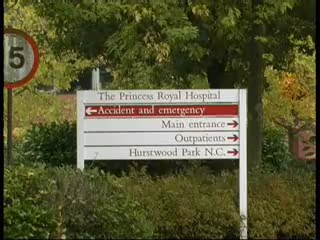 5
The Princess Royal Hospital
Accident and emergency
Main entrance
Outpatients
Hurstwood Park N.C.